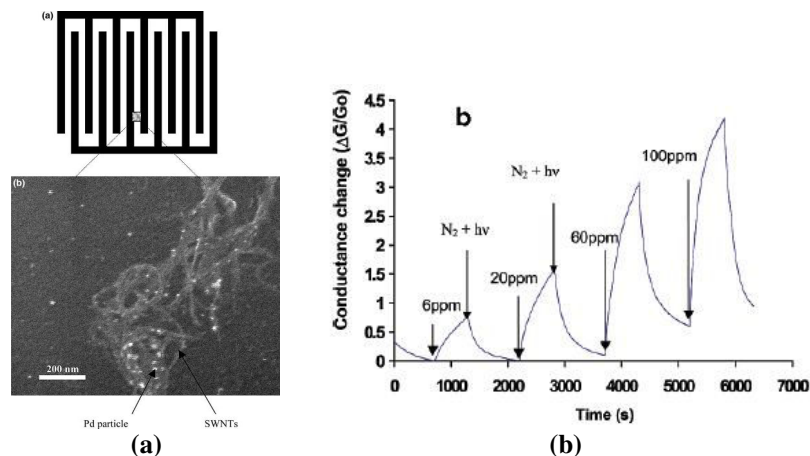 (a)
(b)
200 nm
Pd particle
SWNTs
(a)
b
Conductance change (ΔG/Go)
4.5
4
3.5
3
2.5
2
1.5
1
0.5
0
6ppm
N₂ + hν
20ppm
N₂ + hν
60ppm
100ppm
0
1000
2000
3000
4000
5000
6000
7000
Time (s)
(b)